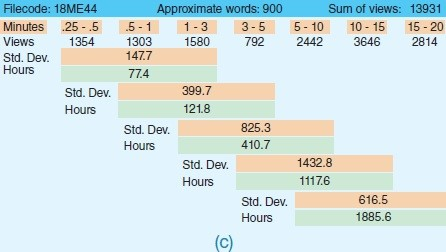 Filecode: 18ME44 Approximate words: 900 Sum of views: 13931
Minutes .25 - .5 .5 - 1 1 - 3 3 - 5 5 - 10 10 - 15 15 - 20
Views 1354 1303 1580 792 2442 3646 2814
Std. Dev. 147.7
Hours 77.4
Std. Dev. 399.7
Hours 121.8
Std. Dev. 825.3
Hours 410.7
Std. Dev. 1432.8
Hours 1117.6
Std. Dev. 616.5
Hours 1885.6
(c)